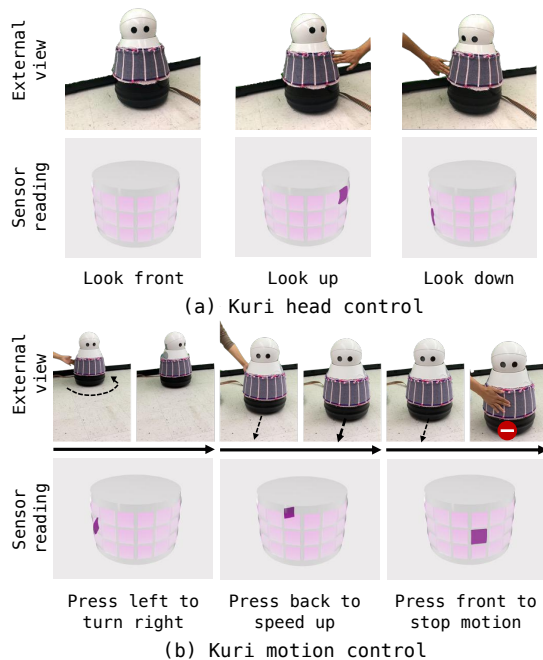 External
view
Sensor
reading
Look front
Look up
Look down
(a) Kuri head control
External
view
Sensor
reading
Press left to
turn right
Press back to
speed up
Press front to
stop motion
(b) Kuri motion control